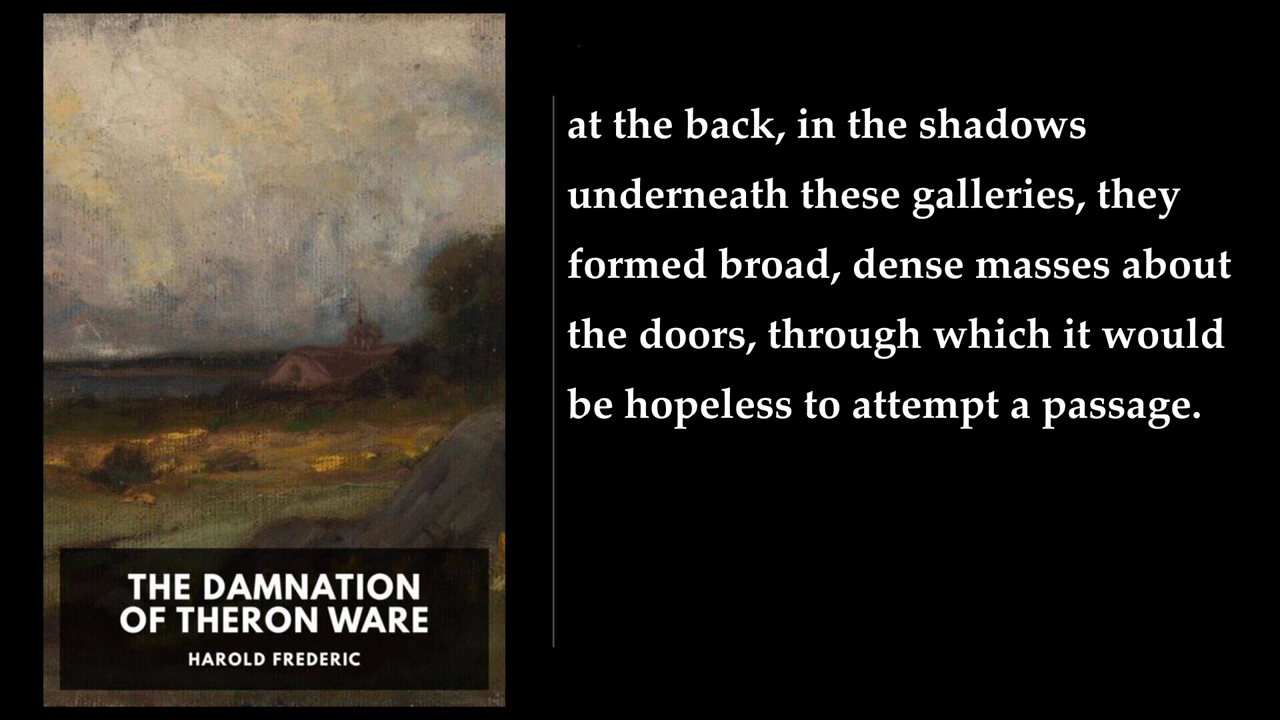 at the back, in the shadows
underneath these galleries, they
formed broad, dense masses about
the doors, through which it would
be hopeless to attempt a passage.
THE DAMNATION
OF THERON WARE
HAROLD FREDERIC